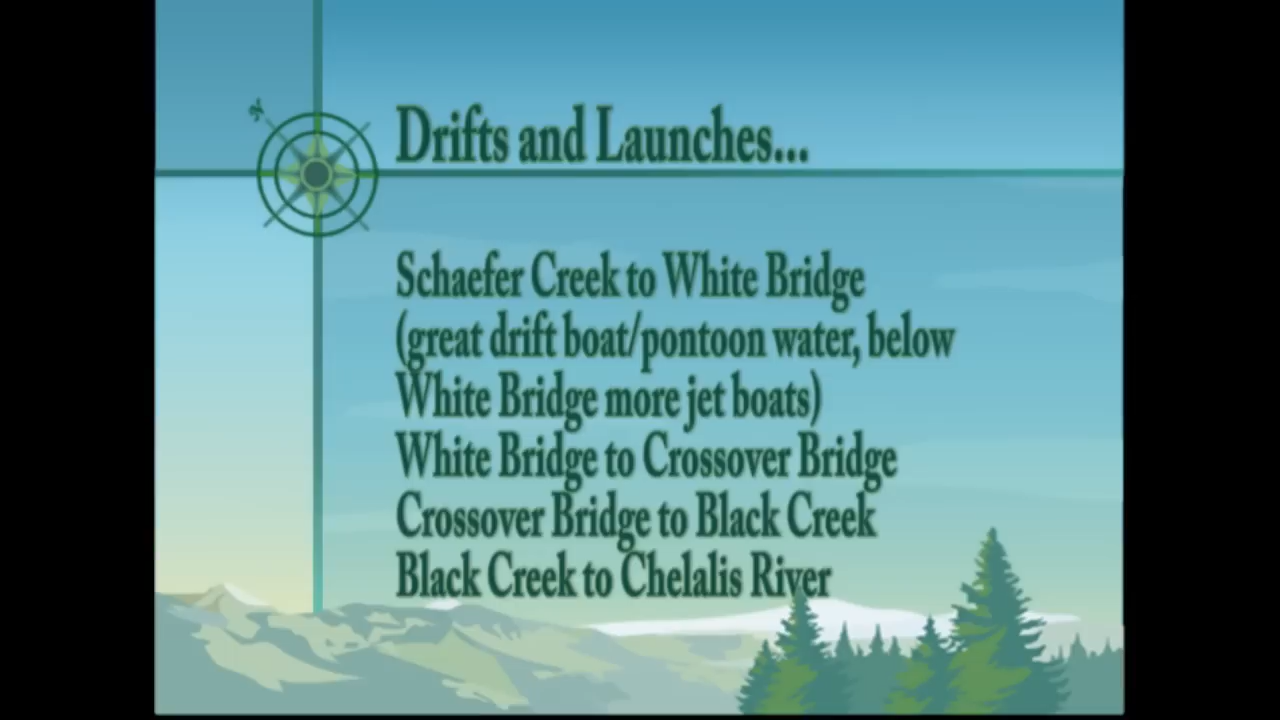 Drifts and Launches...
Schaefer Creek to White Bridge
(great drift boat/pontoon water, below
White Bridge more jet boats)
White Bridge to Crossover Bridge
Crossover Bridge to Black Creek
Black Creek to Chelalis River